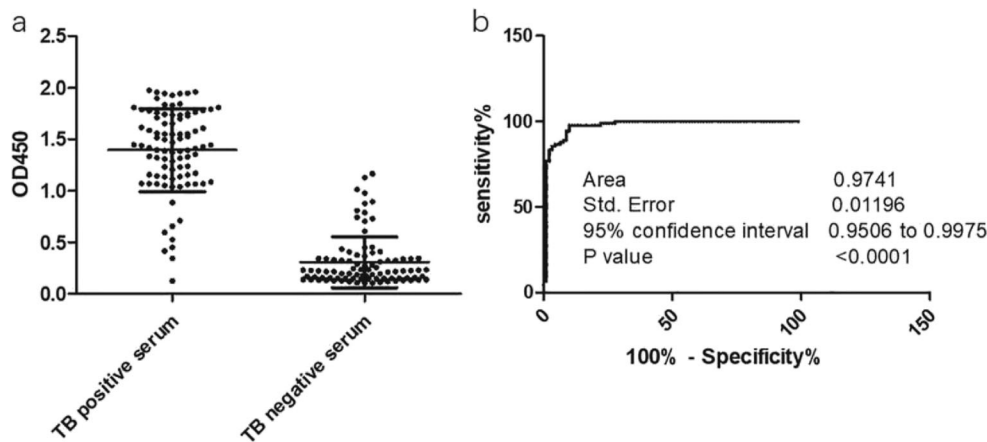 a
2.5
2.0
1.5
1.0
0.5
0.0
OD450
TB positive serum
TB negative serum
b
150
100
50
0
sensitivity%
Area 0.9741
Std. Error 0.01196
95% confidence interval 0.9506 to 0.9975
P value <0.0001
0
50
100
150
100% - Specificity%